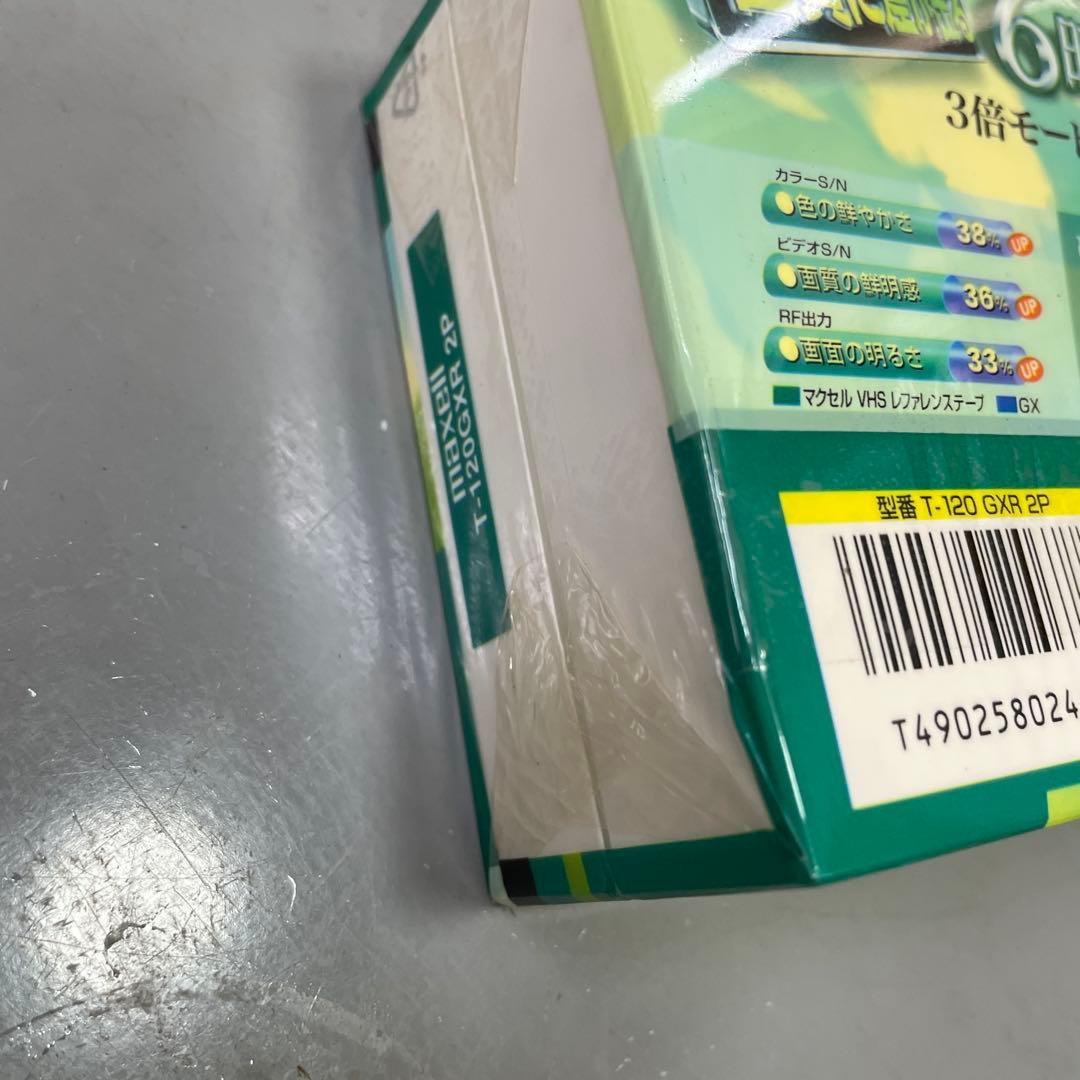 6時
3倍モード
カラーS/N
●色の鮮やかさ 38% UP
ビデオS/N
●画質の鮮明感 36% UP
RF出力
●画面の明るさ 33% UP
マクセル VHS レファレンステープ GX
型番 T-120 GXR 2P
T490258024
maxell
T-120GXR 2P